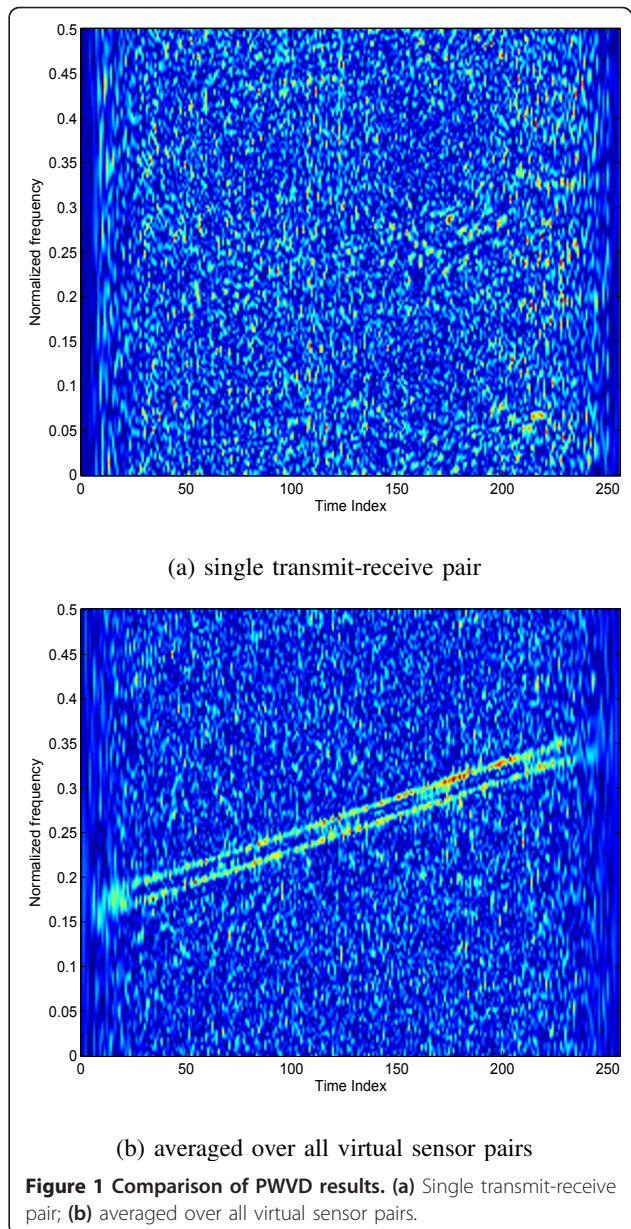 0.5
0.45
0.4
0.35
0.3
0.25
0.2
0.15
0.1
0.05
0
Normalized frequency
0 50 100 150 200 250
Time Index
(a) single transmit-receive pair
0.5
0.45
0.4
0.35
0.3
0.25
0.2
0.15
0.1
0.05
0
Normalized frequency
0 50 100 150 200 250
Time Index
(b) averaged over all virtual sensor pairs
Figure 1 Comparison of PWVD results. (a) Single transmit-receive
pair; (b) averaged over all virtual sensor pairs.